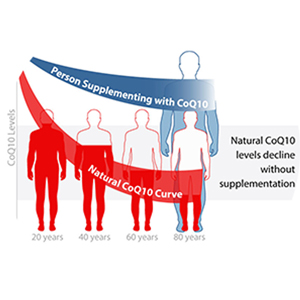 Person Supplementing with CoQ10
CoQ10 Levels
Natural CoQ10 Curve
Natural CoQ10
levels decline
without
supplementation
20 years
40 years
60 years
80 years